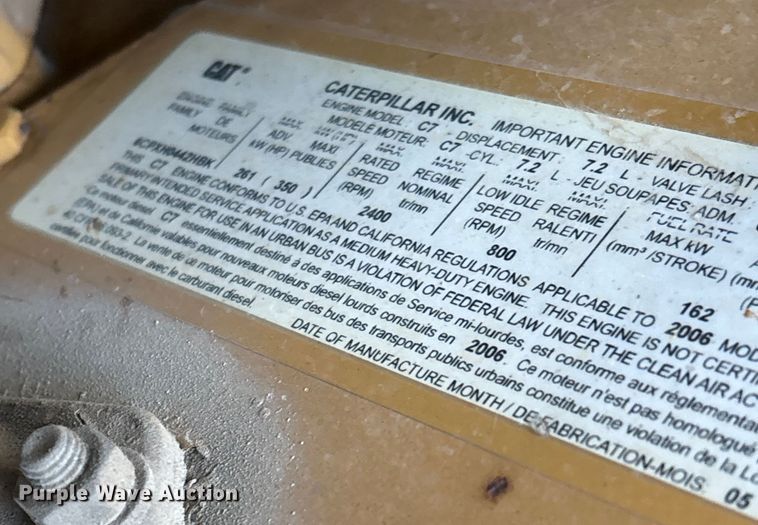 CAT®
CATERPILLAR INC. IMPORTANT ENGINE INFORMATI
ENGINE MODEL: C7 - DISPLACEMENT: 7.2 L - VALVE LASH:
MODÈLE MOTEUR: C7 -CYL: 7.2 L - JEU SOUPAPES: ADM.
ENGINE FAMILY
FAMILY DE
MOTEURS
6CPXH0442HBK
ADV MAXI
kW (HP) PUBLIES
261 ( 350 )
RATED REGIME
SPEED NOMINAL
(RPM) tr/mn
2400
LOW IDLE REGIME
SPEED RALENTI
(RPM) tr/mn
800
FUEL RATE
MAX kW
(mm³ /STROKE) (m
162
THIS C7 ENGINE CONFORMS TO U.S. EPA AND CALIFORNIA REGULATIONS APPLICABLE TO 2006 MOD
PRIMARY INTENDED SERVICE APPLICATION AS A MEDIUM HEAVY-DUTY ENGINE. THIS ENGINE IS NOT CERTI
SALE OF THIS ENGINE FOR USE IN AN URBAN BUS IS A VIOLATION OF FEDERAL LAW UNDER THE CLEAN AIR AC
Ce moteur diesel C7 essentiellement destiné à des applications de Service mi-lourdes, est conforme aux réglementat
(EPA) et de Californie valables pour nouveaux moteurs diesel lourds construits en 2006 Ce moteur n'est pas homologué
40 CFR La vente de ce moteur pour motoriser des bus des transports publics urbains constitue une violation de la Lo
certifiés pour fonctionner avec le carburant diesel.
DATE OF MANUFACTURE MONTH / DE FABRICATION-MOIS 05
Purple Wave Auction